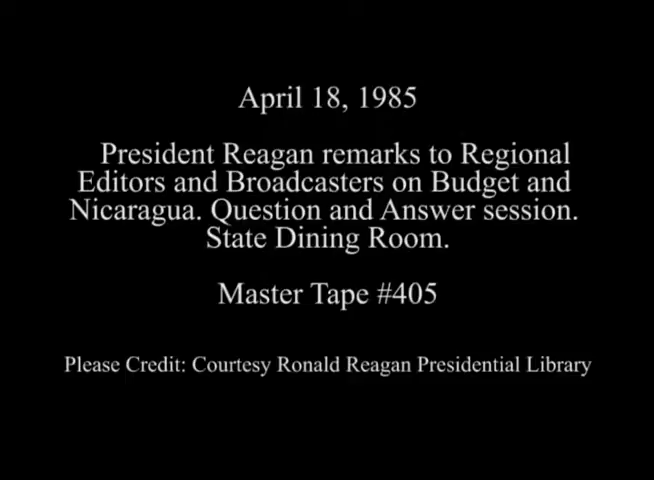 April 18, 1985
President Reagan remarks to Regional
Editors and Broadcasters on Budget and
Nicaragua. Question and Answer session.
State Dining Room.
Master Tape #405
Please Credit: Courtesy Ronald Reagan Presidential Library